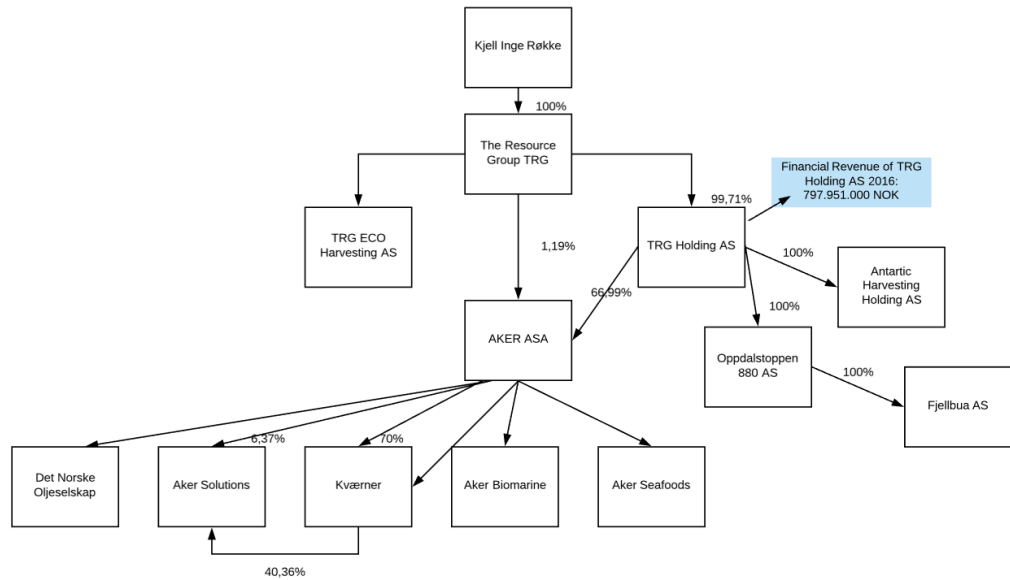 Kjell Inge Røkke
100%
The Resource
Group TRG
Financial Revenue of TRG
Holding AS 2016:
797.951.000 NOK
99,71%
TRG ECO
Harvesting AS
1,19%
TRG Holding AS
100%
Antartic
Harvesting
Holding AS
66,99%
100%
AKER ASA
Oppdalstoppen
880 AS
100%
Fjellbua AS
6,37%
70%
Det Norske
Oljeselskap
Aker Solutions
Kværner
Aker Biomarine
Aker Seafoods
40,36%